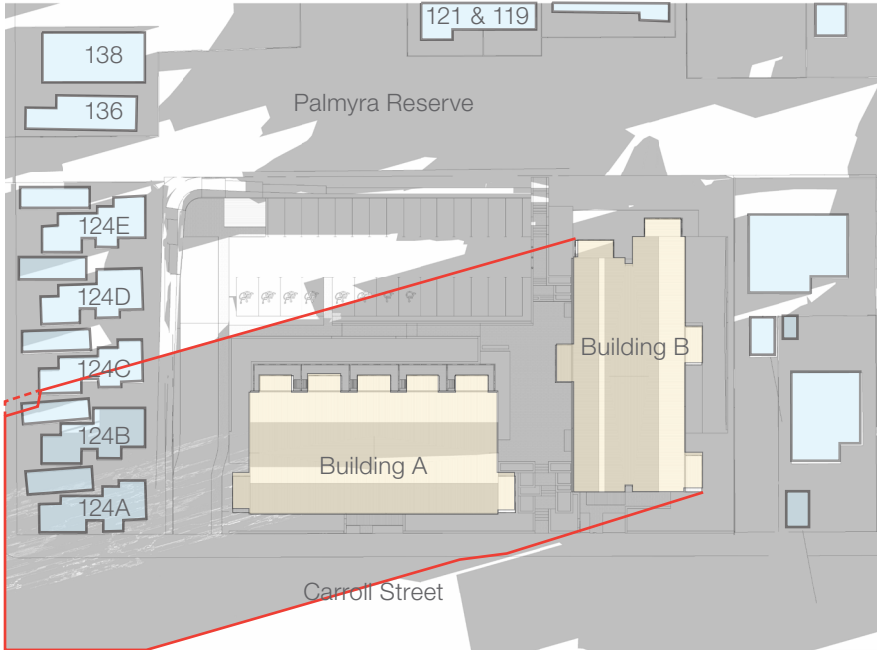 121 & 119
138
136
Palmyra Reserve
124E
124D
124C
124B
124A
Building B
Building A
Carroll Street